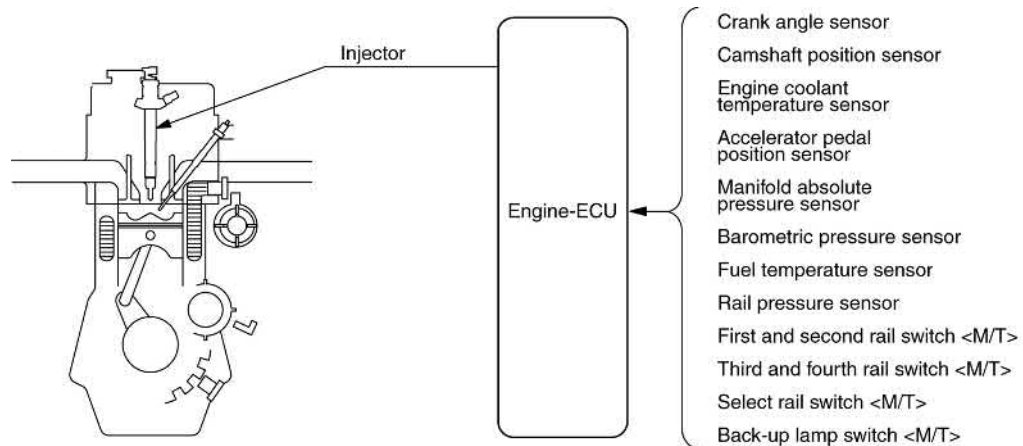 Injector
Engine-ECU
Crank angle sensor
Camshaft position sensor
Engine coolant
temperature sensor
Accelerator pedal
position sensor
Manifold absolute
pressure sensor
Barometric pressure sensor
Fuel temperature sensor
Rail pressure sensor
First and second rail switch <M/T>
Third and fourth rail switch <M/T>
Select rail switch <M/T>
Back-up lamp switch <M/T>